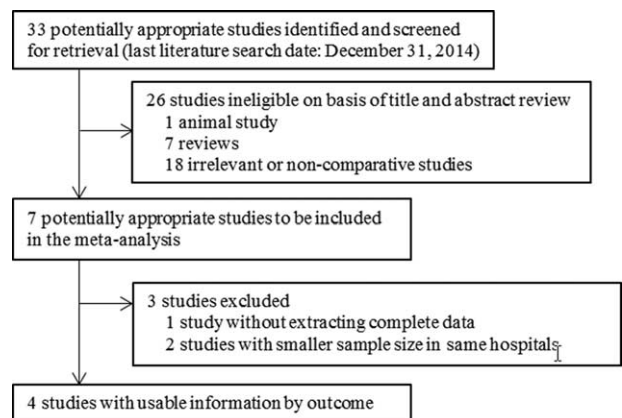 33 potentially appropriate studies identified and screened
for retrieval (last literature search date: December 31, 2014)
26 studies ineligible on basis of title and abstract review
1 animal study
7 reviews
18 irrelevant or non-comparative studies
7 potentially appropriate studies to be included
in the meta-analysis
3 studies excluded
1 study without extracting complete data
2 studies with smaller sample size in same hospitals
4 studies with usable information by outcome